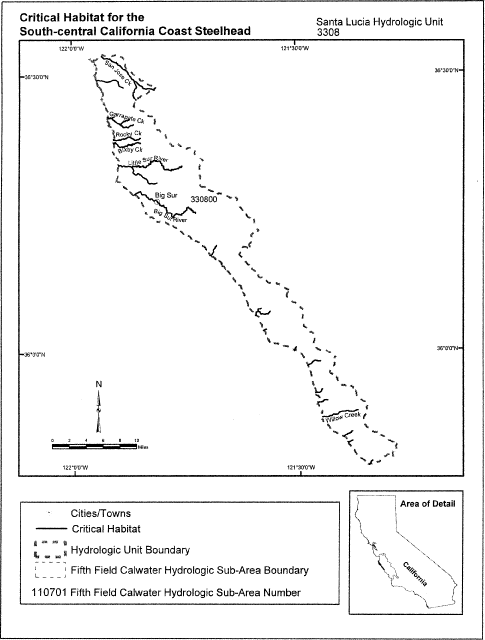 Critical Habitat for the
South-central California Coast Steelhead
Santa Lucia Hydrologic Unit
3308
122°0'0"W
121°30'0"W
36°30'0"N
36°30'0"N
San Jose Ck
Garrapata Ck
Rocky Ck
Bixby Ck
Little Sur River
Big Sur
330800
Big Sur River
36°0'0"N
36°0'0"N
Willow Creek
N
0 2 4 6 8 10
Miles
122°0'0"W
121°30'0"W
Cities/Towns
Critical Habitat
Hydrologic Unit Boundary
Fifth Field Calwater Hydrologic Sub-Area Boundary
110701 Fifth Field Calwater Hydrologic Sub-Area Number
Area of Detail
California